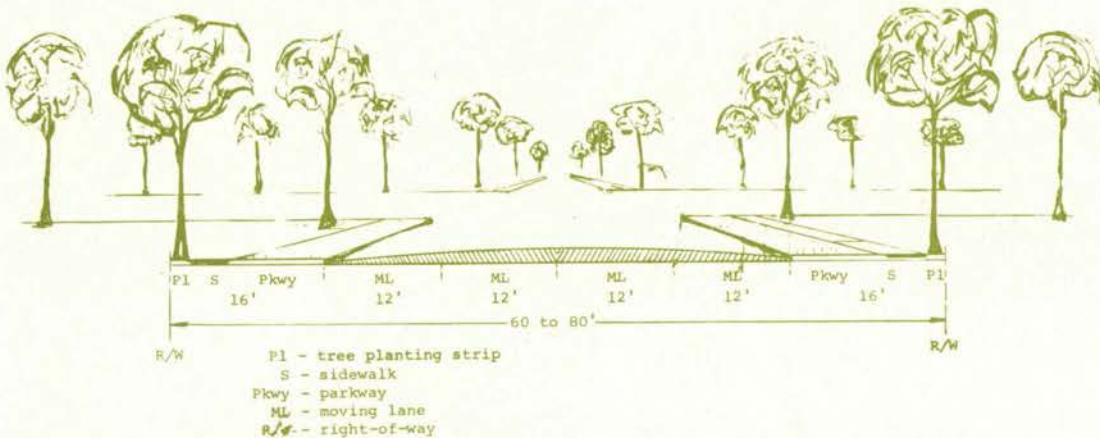 Pl S Pkwy ML ML ML ML Pkwy S Pl
16' 12' 12' 12' 12' 16'
60 to 80'
R/W R/W
Pl - tree planting strip
S - sidewalk
Pkwy - parkway
ML - moving lane
- right-of-way